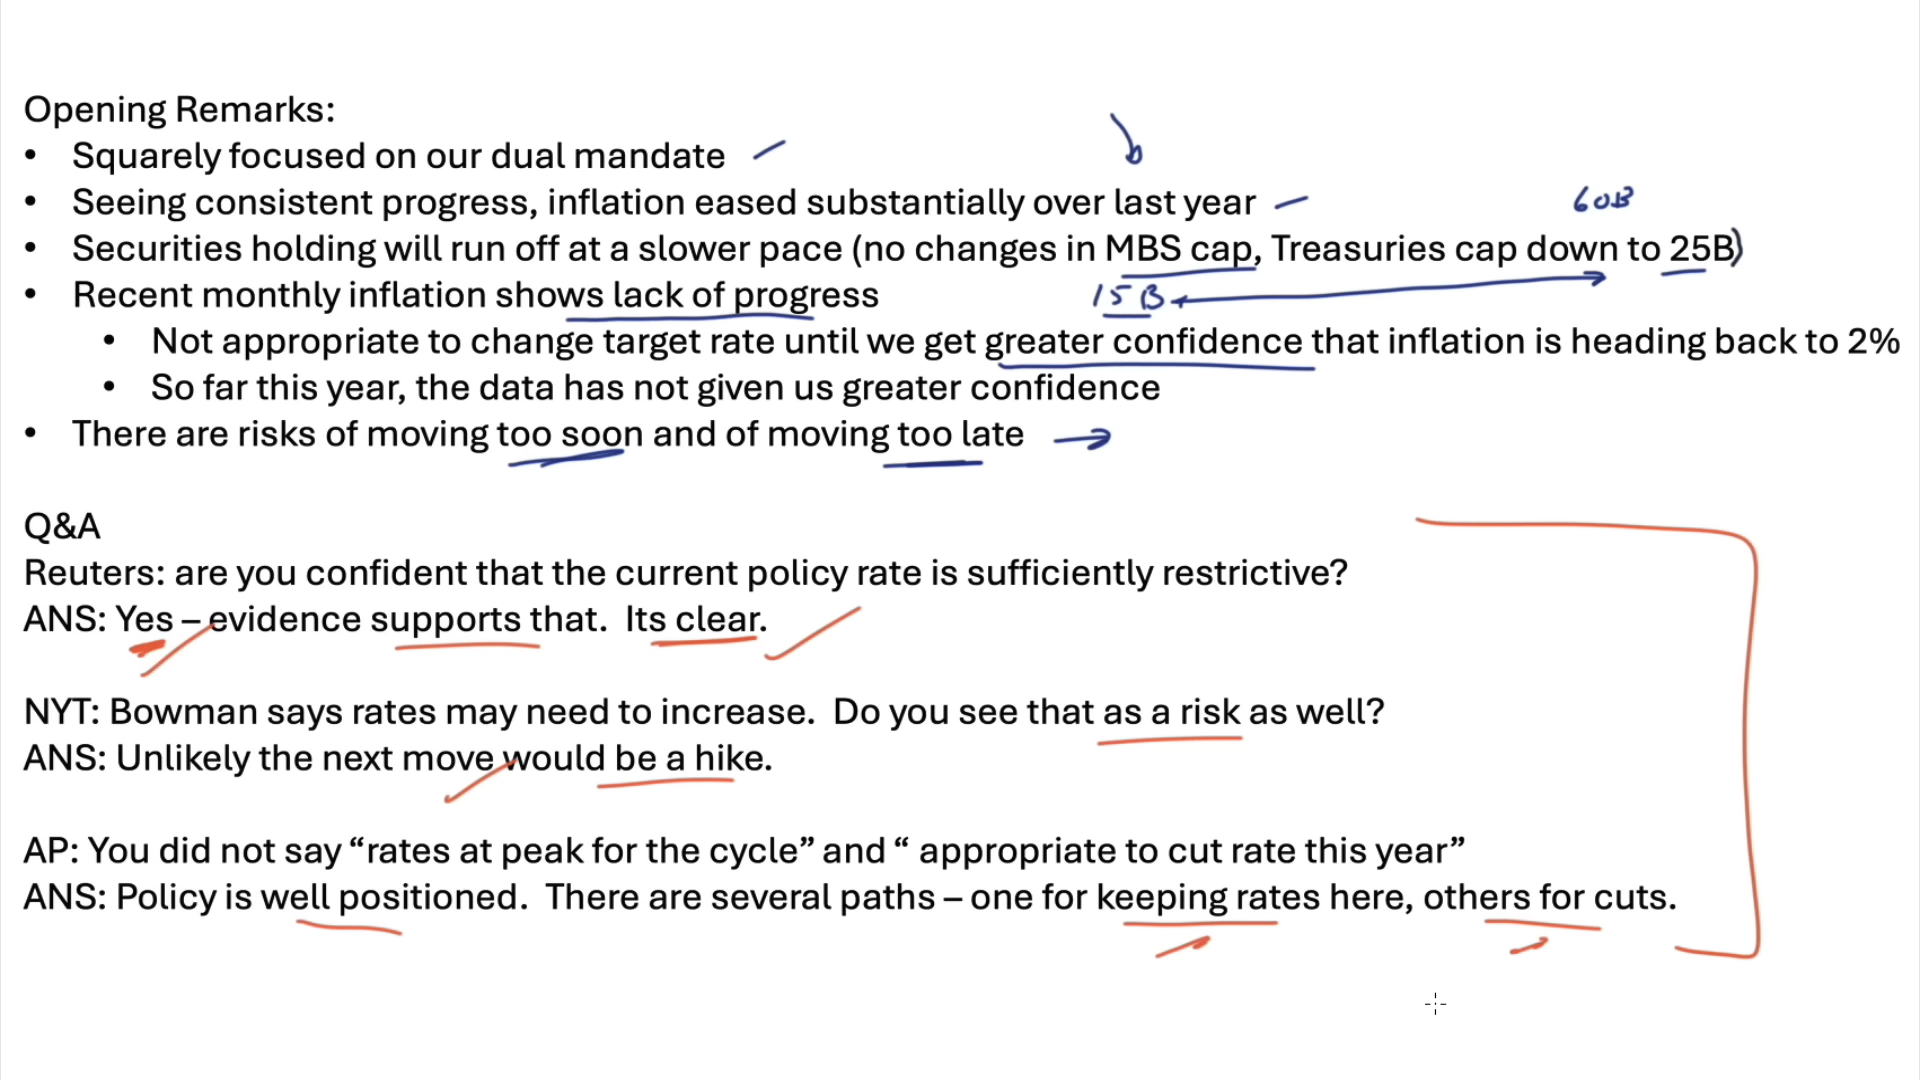 Opening Remarks:
• Squarely focused on our dual mandate
• Seeing consistent progress, inflation eased substantially over last year
60B
• Securities holding will run off at a slower pace (no changes in MBS cap, Treasuries cap down to 25B)
• Recent monthly inflation shows lack of progress
15B
• Not appropriate to change target rate until we get greater confidence that inflation is heading back to 2%
• So far this year, the data has not given us greater confidence
• There are risks of moving too soon and of moving too late
Q&A
Reuters: are you confident that the current policy rate is sufficiently restrictive?
ANS: Yes – evidence supports that.  Its clear.
NYT: Bowman says rates may need to increase.  Do you see that as a risk as well?
ANS: Unlikely the next move would be a hike.
AP: You did not say “rates at peak for the cycle” and “ appropriate to cut rate this year”
ANS: Policy is well positioned.  There are several paths – one for keeping rates here, others for cuts.